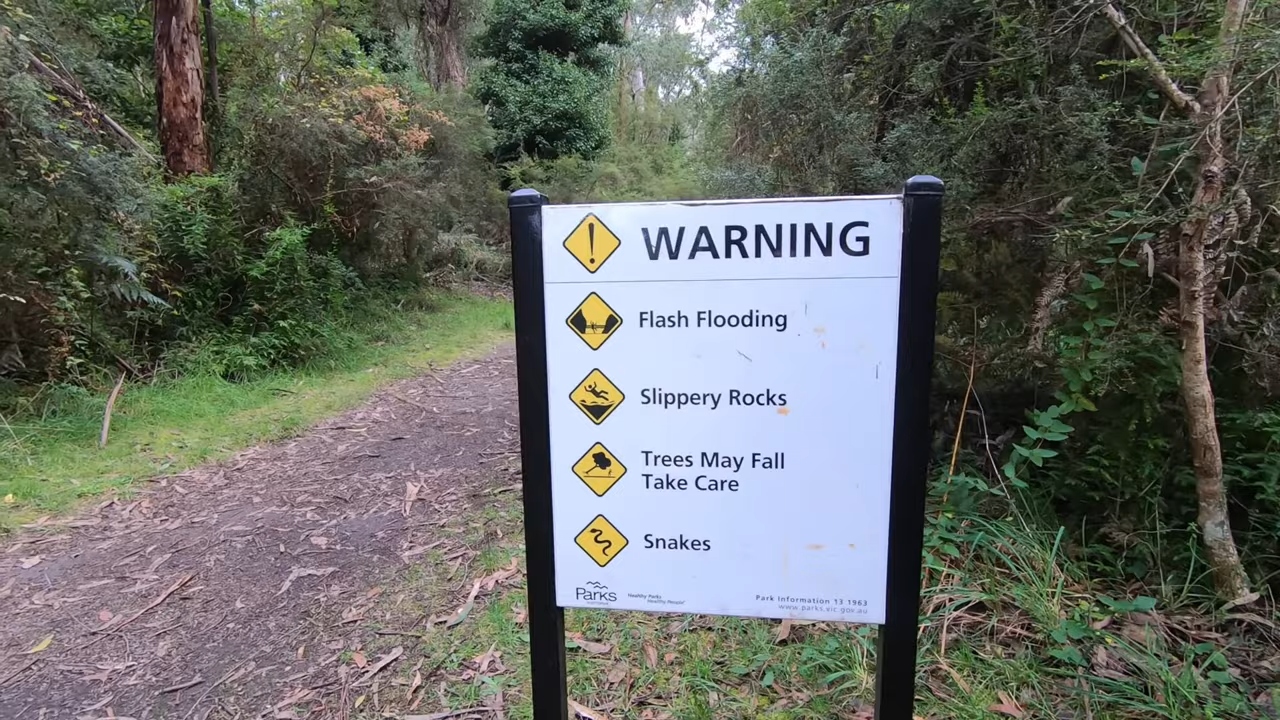 WARNING
Flash Flooding
Slippery Rocks
Trees May Fall
Take Care
Snakes
Parks
Healthy Parks
Healthy People
Park Information 13 1963
www.parks.vic.gov.au